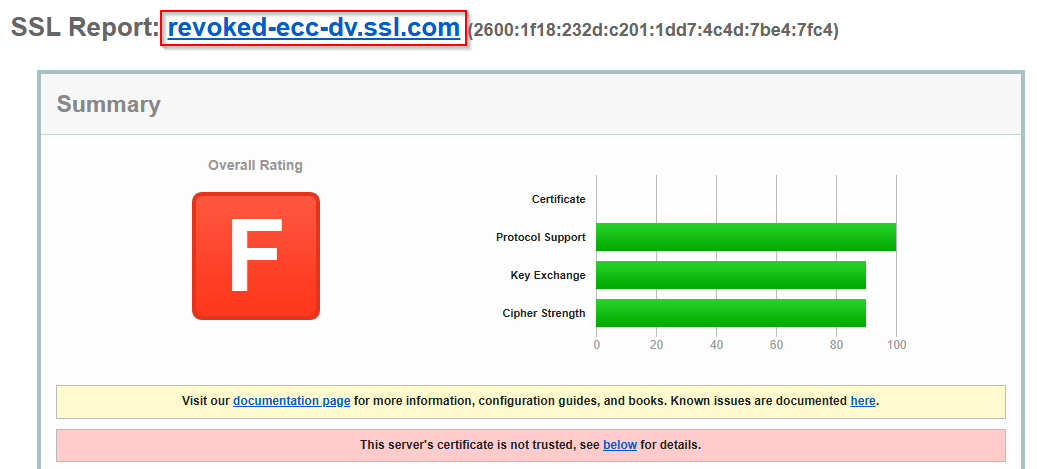 SSL Report: revoked-ecc-dv.ssl.com (2600:1f18:232d:c201:1dd7:4c4d:7be4:7fc4)
Summary
Overall Rating
F
Certificate
Protocol Support
Key Exchange
Cipher Strength
0 20 40 60 80 100
Visit our documentation page for more information, configuration guides, and books. Known issues are documented here.
This server's certificate is not trusted, see below for details.